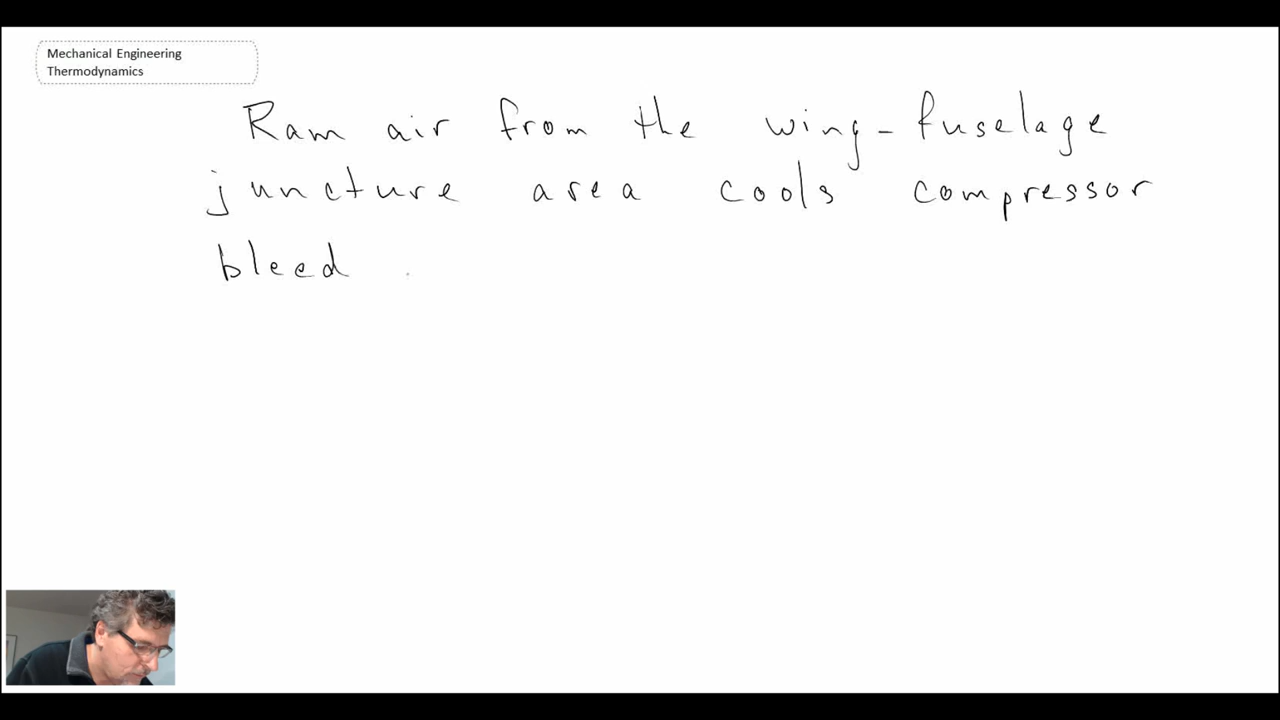 Mechanical Engineering
Thermodynamics
Ram air from the wing-fuselage
juncture area cools compressor
bleed